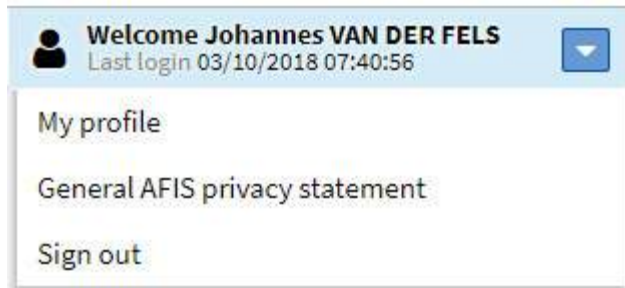 Welcome Johannes VAN DER FELS
Last login 03/10/2018 07:40:56
My profile
General AFIS privacy statement
Sign out